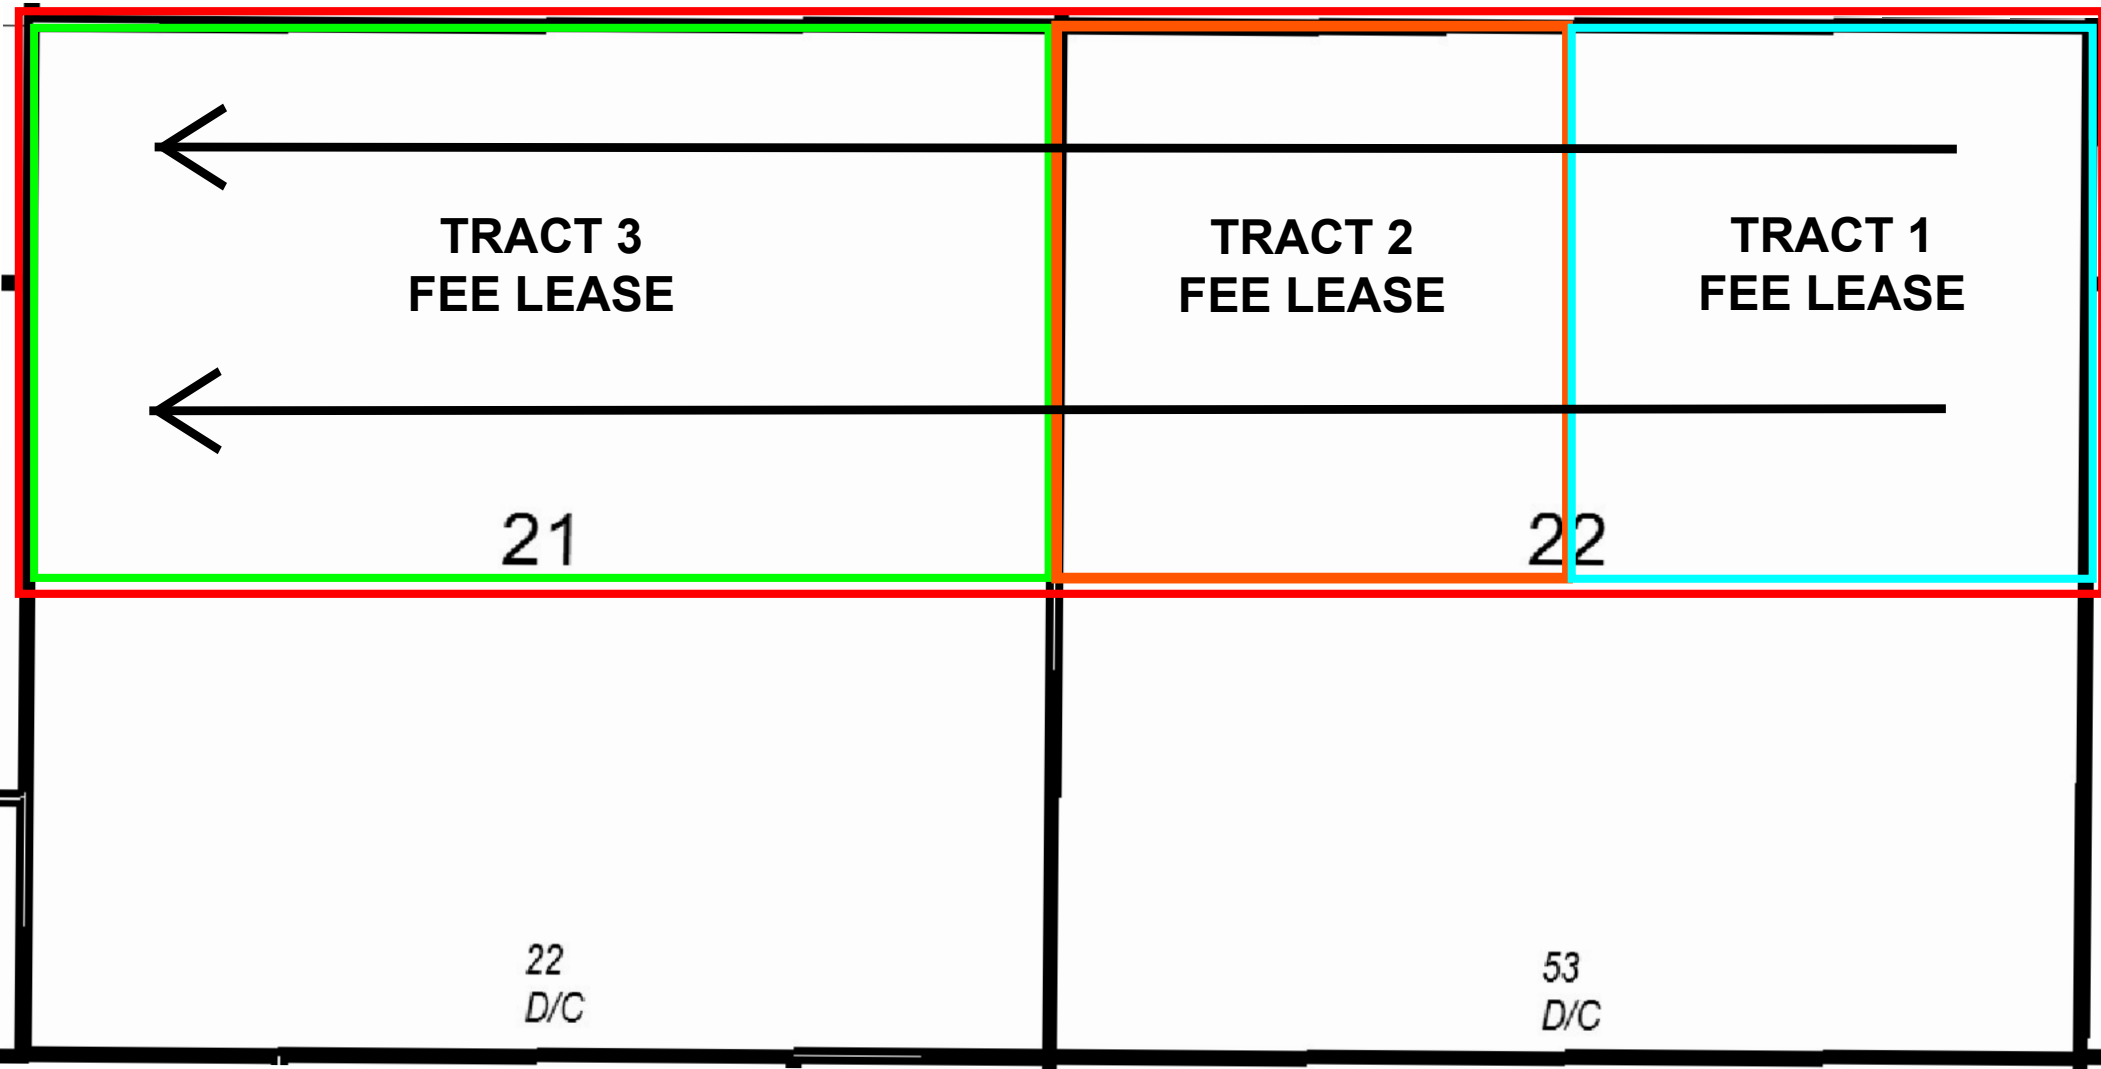 TRACT 3
FEE LEASE
TRACT 2
FEE LEASE
TRACT 1
FEE LEASE
21
22
22
D/C
53
D/C